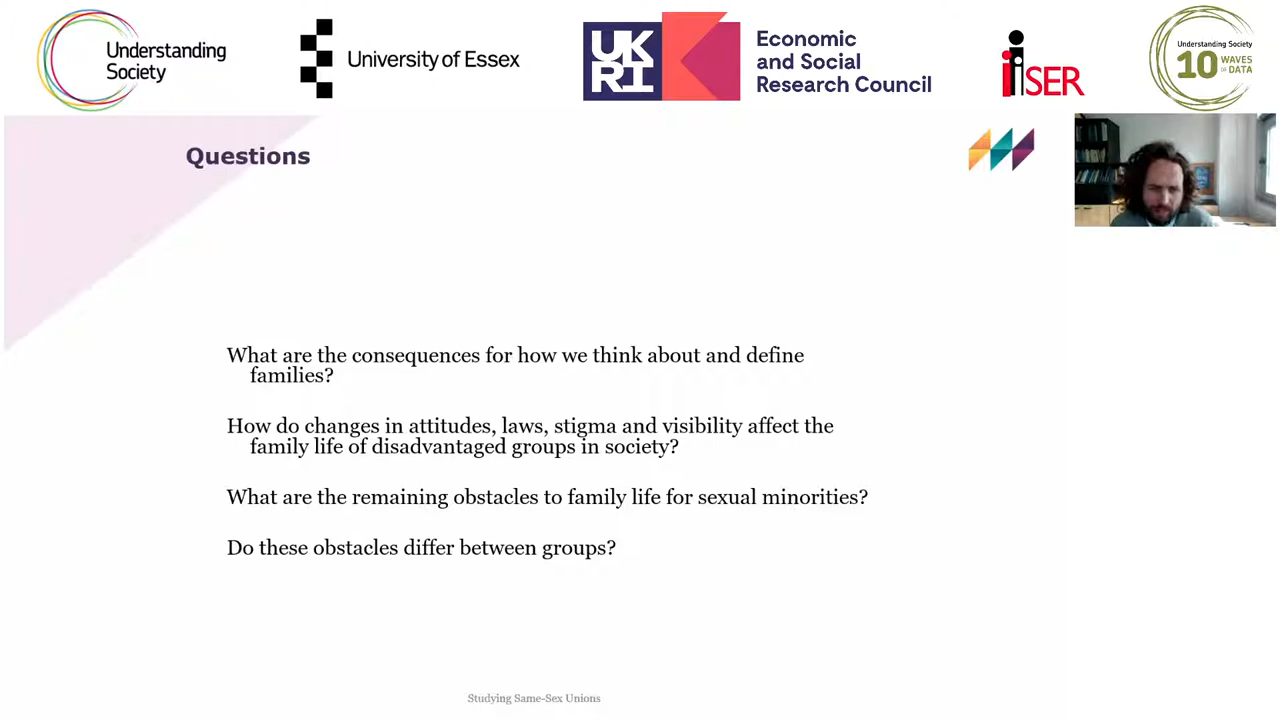 Understanding
Society
University of Essex
UK
RI
Economic
and Social
Research Council
iSER
Understanding Society
10 WAVES
OF DATA
Questions
What are the consequences for how we think about and define
families?
How do changes in attitudes, laws, stigma and visibility affect the
family life of disadvantaged groups in society?
What are the remaining obstacles to family life for sexual minorities?
Do these obstacles differ between groups?
Studying Same-Sex Unions